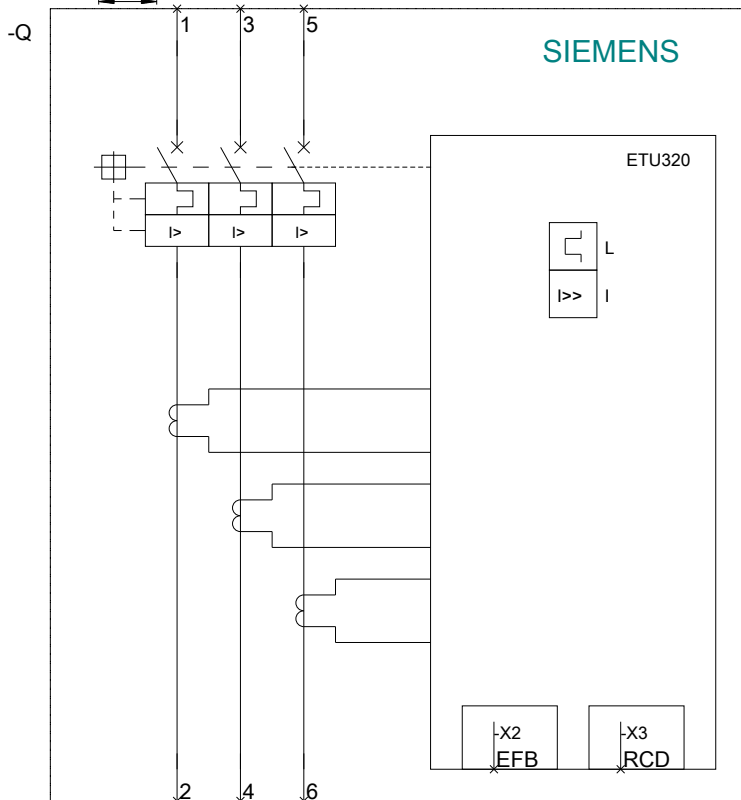 1 3 5
-Q
SIEMENS
ETU320
L
I> I> I>
I>> I
-X2 -X3
EFB RCD
2 4 6